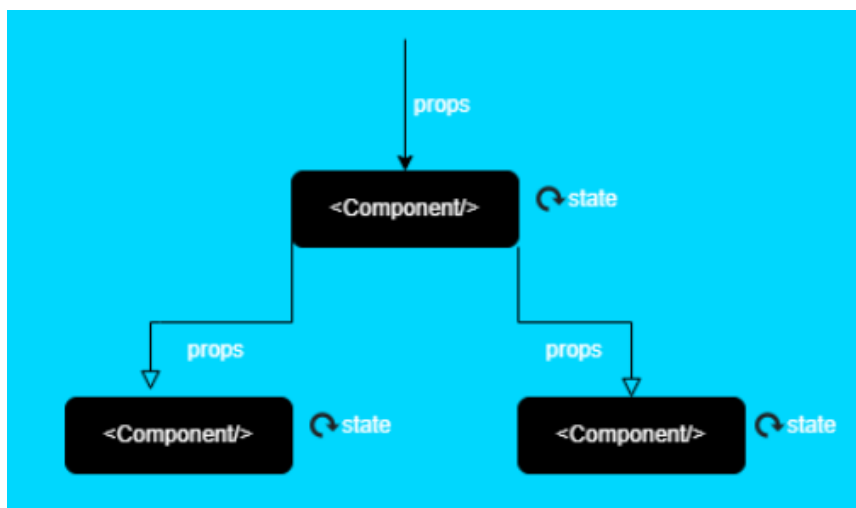 props
<Component/>
state
props
props
<Component/>
state
<Component/>
state